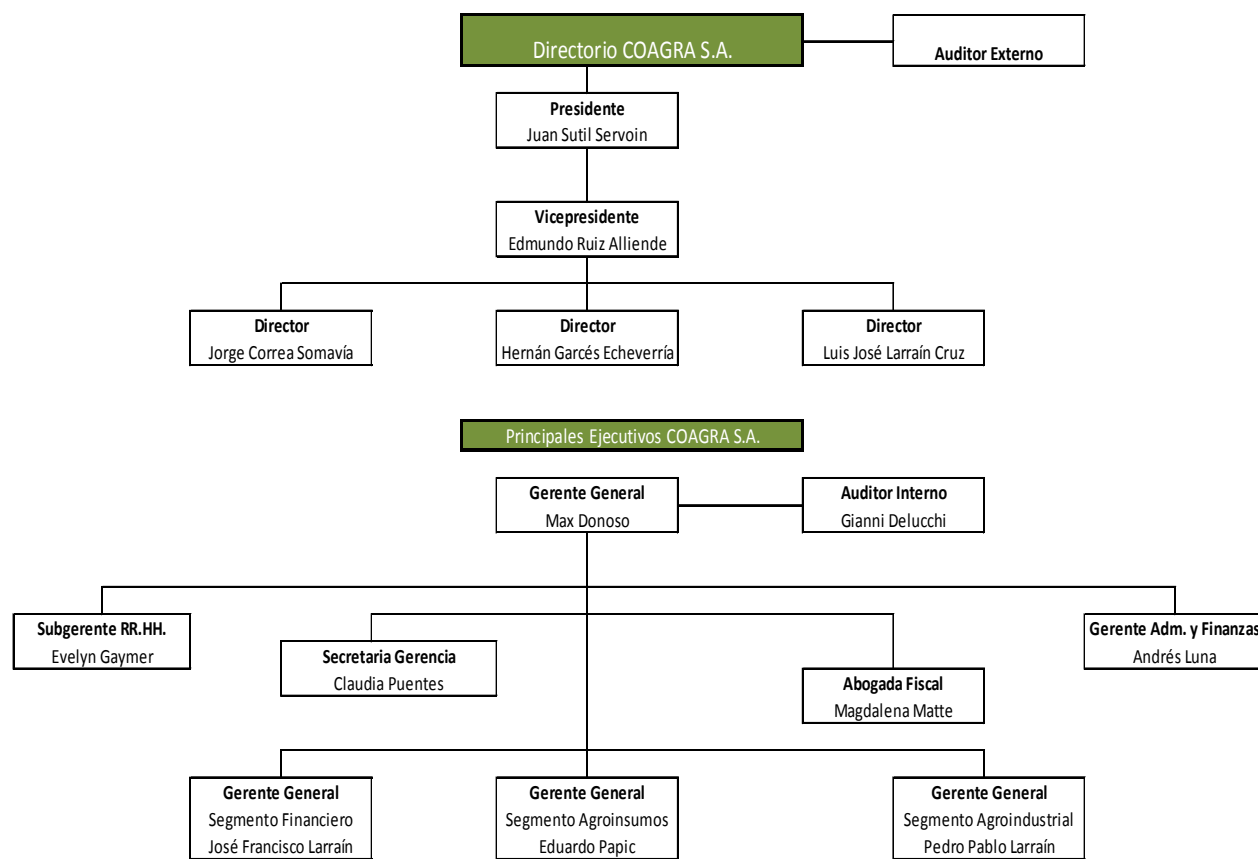 Directorio COAGRA S.A.
Auditor Externo
Presidente
Juan Sutil Servoin
Vicepresidente
Edmundo Ruiz Alliende
Director
Jorge Correa Somavía
Director
Hernán Garcés Echeverría
Director
Luis José Larraín Cruz
Principales Ejecutivos COAGRA S.A.
Gerente General
Max Donoso
Auditor Interno
Gianni Delucchi
Subgerente RR.HH.
Evelyn Gaymer
Secretaria Gerencia
Claudia Puentes
Abogada Fiscal
Magdalena Matte
Gerente Adm. y Finanzas
Andrés Luna
Gerente General
Segmento Financiero
José Francisco Larraín
Gerente General
Segmento Agroinsumos
Eduardo Papic
Gerente General
Segmento Agroindustrial
Pedro Pablo Larraín